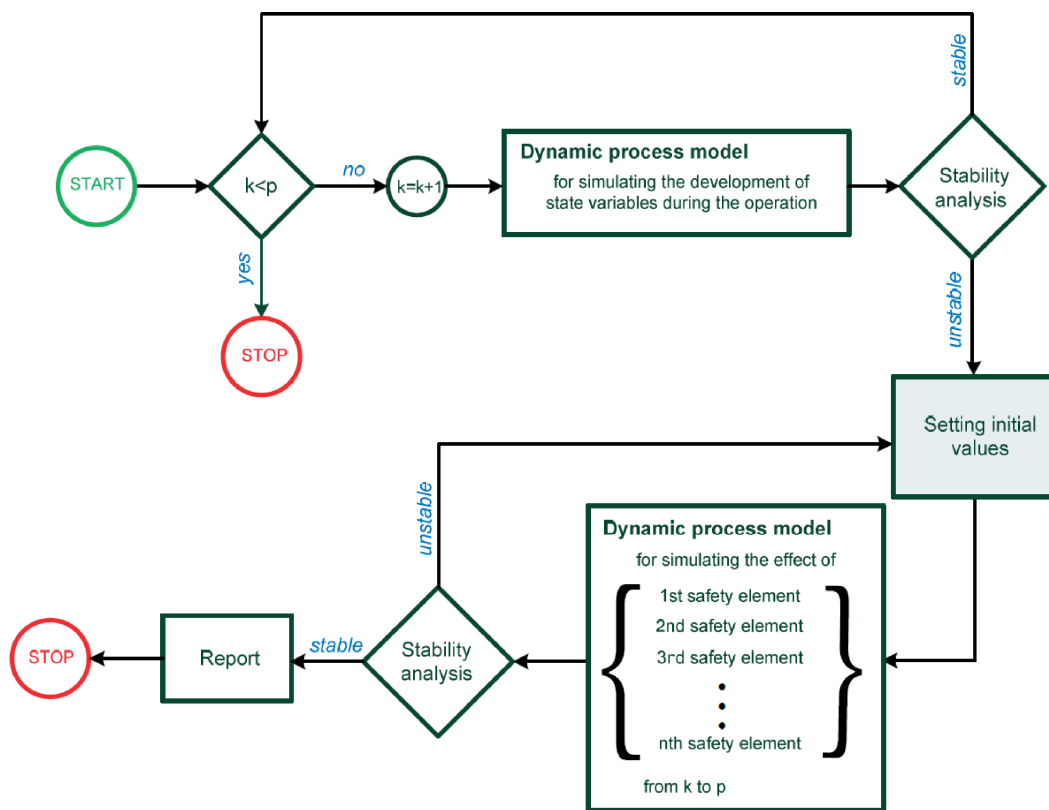 stable
START
k<p
no
k=k+1
Dynamic process model
for simulating the development of
state variables during the operation
Stability
analysis
yes
STOP
unstable
Setting initial
values
unstable
Dynamic process model
for simulating the effect of
1st safety element
2nd safety element
3rd safety element
nth safety element
from k to p
Stability
analysis
stable
Report
STOP